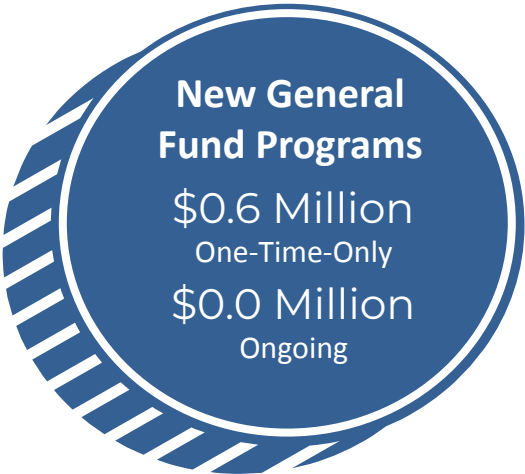 New General
Fund Programs
$0.6 Million
One-Time-Only
$0.0 Million
Ongoing